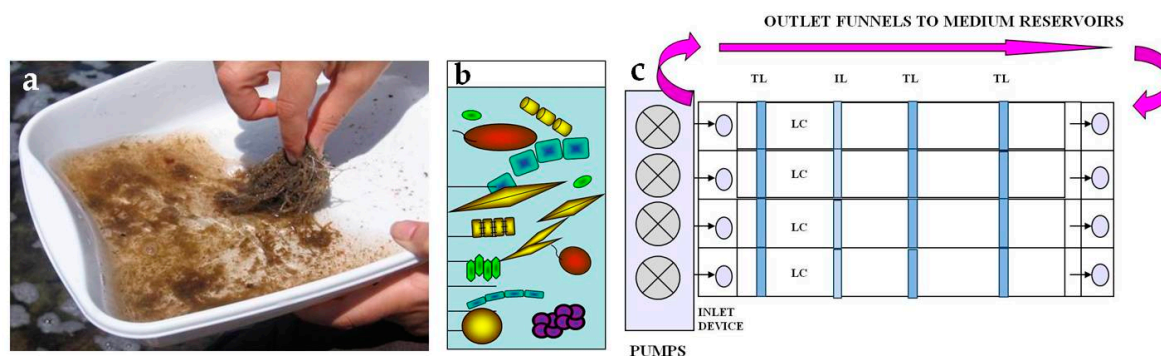 OUTLET FUNNELS TO MEDIUM RESERVOIRS
a
b
c
TL IL TL TL
LC
LC
LC
LC
INLET
DEVICE
PUMPS